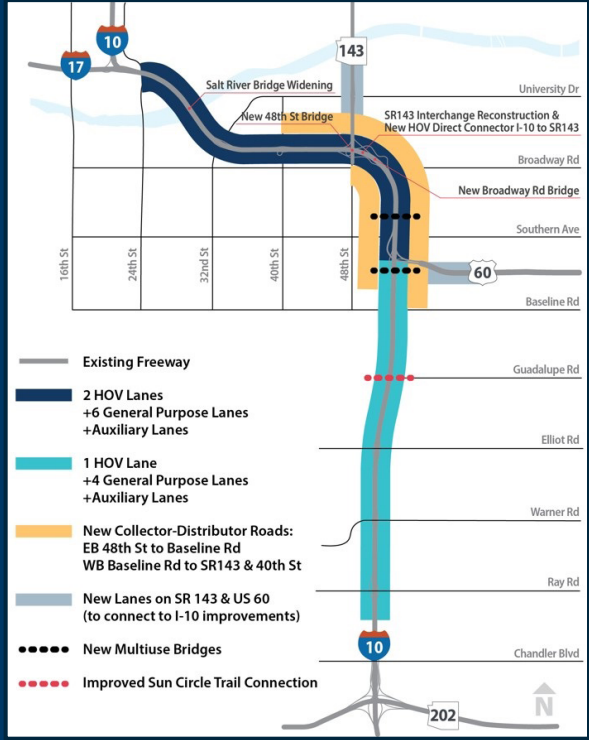 10
17
143
Salt River Bridge Widening
University Dr
New 48th St Bridge
SR143 Interchange Reconstruction &
New HOV Direct Connector I-10 to SR143
Broadway Rd
New Broadway Rd Bridge
Southern Ave
16th St
24th St
32nd St
40th St
48th St
60
Baseline Rd
Existing Freeway
Guadalupe Rd
2 HOV Lanes
+6 General Purpose Lanes
+Auxiliary Lanes
Elliot Rd
1 HOV Lane
+4 General Purpose Lanes
+Auxiliary Lanes
Warner Rd
New Collector-Distributor Roads:
EB 48th St to Baseline Rd
WB Baseline Rd to SR143 & 40th St
Ray Rd
New Lanes on SR 143 & US 60
(to connect to I-10 improvements)
10
New Multiuse Bridges
Chandler Blvd
Improved Sun Circle Trail Connection
202
N